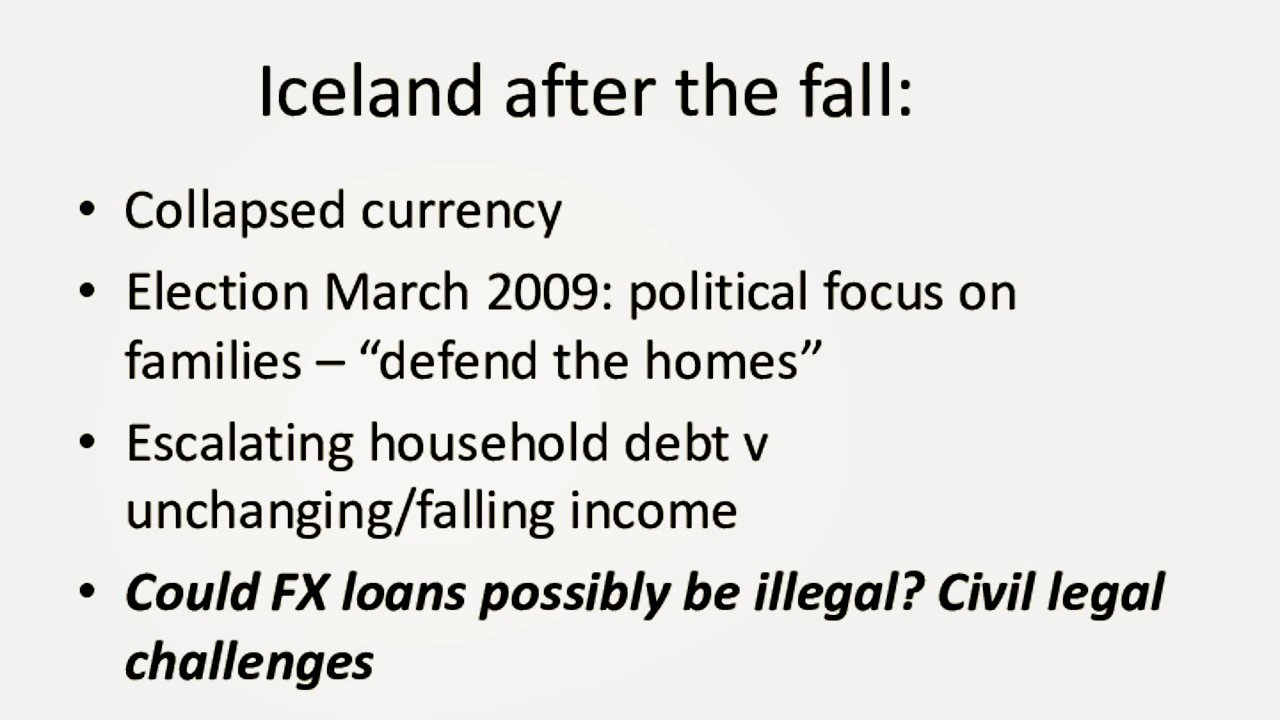 Iceland after the fall:
• Collapsed currency
• Election March 2009: political focus on
families – “defend the homes”
• Escalating household debt v
unchanging/falling income
• Could FX loans possibly be illegal? Civil legal
challenges